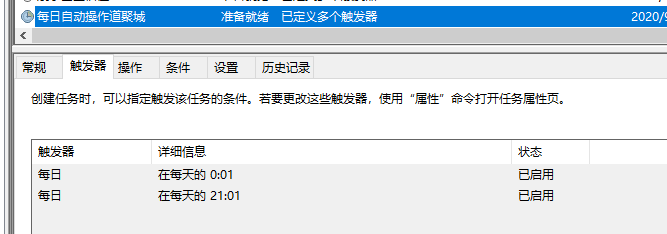 每日自动操作道聚城 准备就绪 已定义多个触发器 2020/9
常规 触发器 操作 条件 设置 历史记录
创建任务时，可以指定触发该任务的条件。若要更改这些触发器，使用“属性”命令打开任务属性页。
触发器 详细信息 状态
每日 在每天的 0:01 已启用
每日 在每天的 21:01 已启用